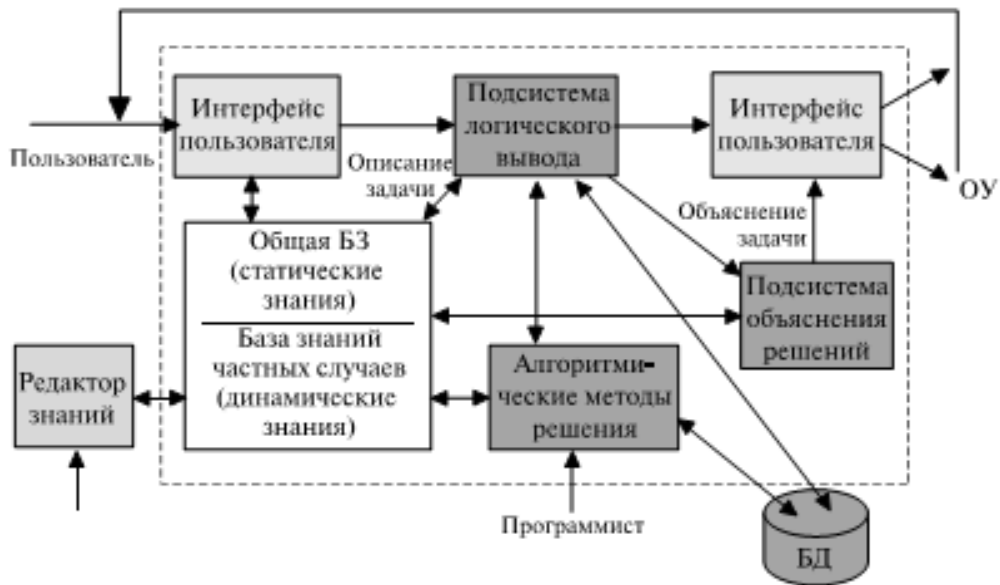 Интерфейс
пользователя
Подсистема
логического
вывода
Интерфейс
пользователя
Пользователь
Описание
задачи
ОУ
Объяснение
задачи
Общая БЗ
(статические
знания)
База знаний
частных случаев
(динамические
знания)
Подсистема
объяснения
решений
Редактор
знаний
Алгоритми-
ческие методы
решения
Программист
БД